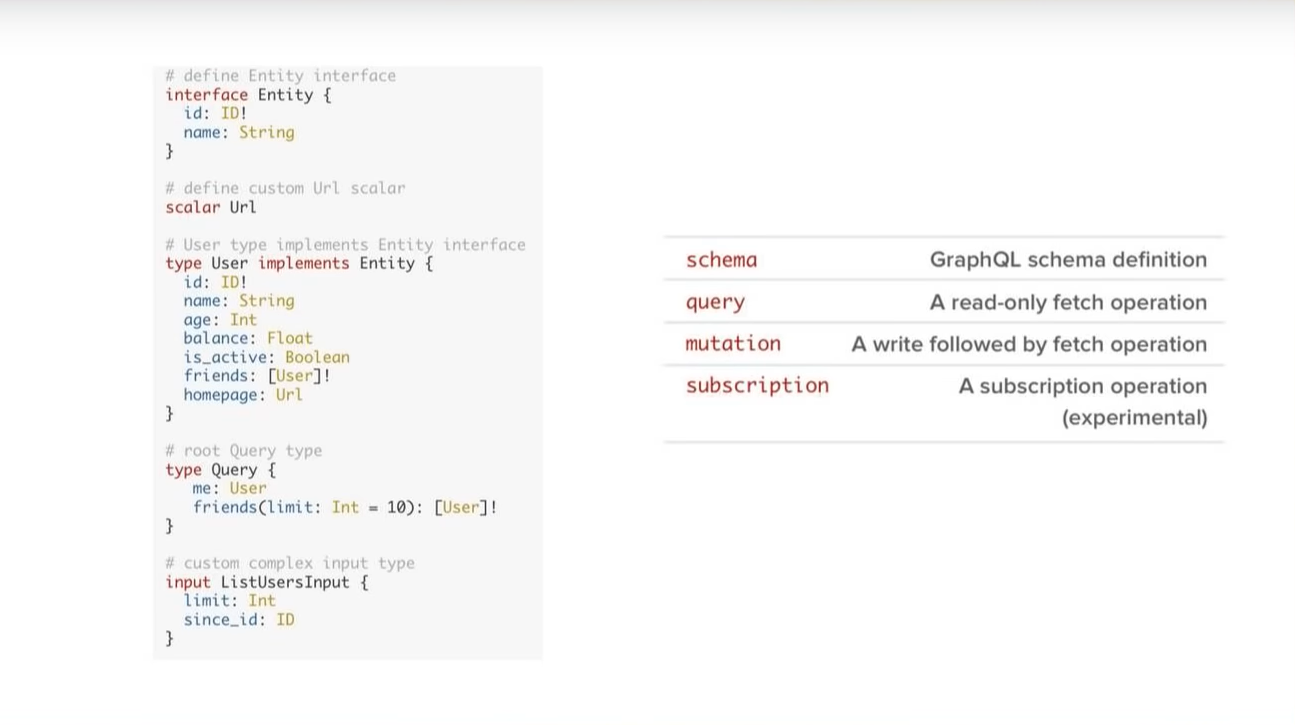 # define Entity interface
interface Entity {
  id: ID!
  name: String
}

# define custom Url scalar
scalar Url

# User type implements Entity interface
type User implements Entity {
  id: ID!
  name: String
  age: Int
  balance: Float
  is_active: Boolean
  friends: [User]!
  homepage: Url
}

# root Query type
type Query {
   me: User
   friends(limit: Int = 10): [User]!
}

# custom complex input type
input ListUsersInput {
  limit: Int
  since_id: ID
}

schema GraphQL schema definition
query A read-only fetch operation
mutation A write followed by fetch operation
subscription A subscription operation
(experimental)